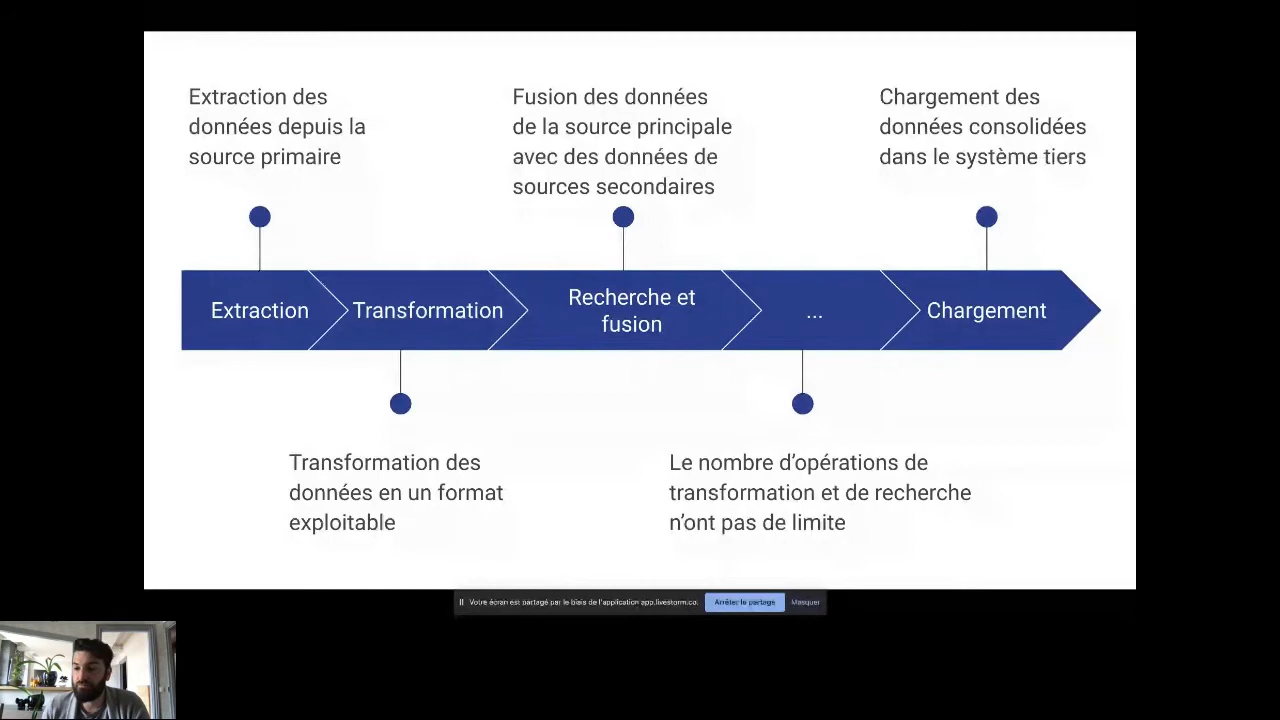 Extraction des
données depuis la
source primaire
Fusion des données
de la source principale
avec des données de
sources secondaires
Chargement des
données consolidées
dans le système tiers
Extraction
Transformation
Recherche et
fusion
...
Chargement
Transformation des
données en un format
exploitable
Le nombre d’opérations de
transformation et de recherche
n’ont pas de limite
Votre écran est partagé par le biais de l'application app.livestorm.co.
Arrêter le partage
Masquer